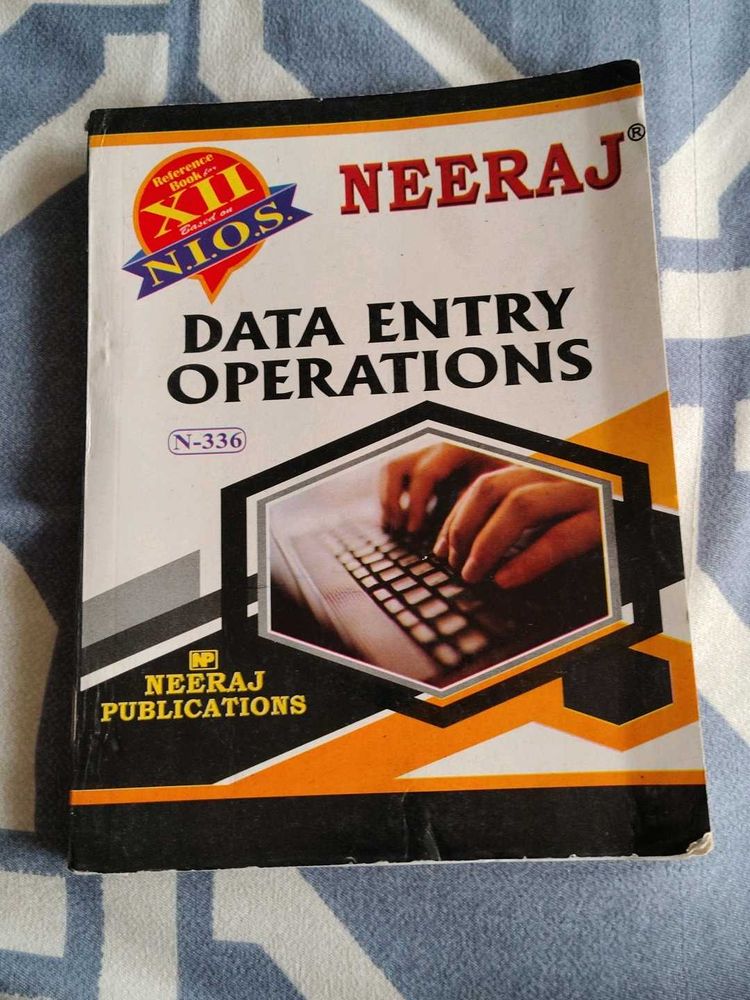 Reference
Book for
XII
Based on
N.I.O.S.
NEERAJ®
DATA ENTRY
OPERATIONS
N-336
NP
NEERAJ
PUBLICATIONS